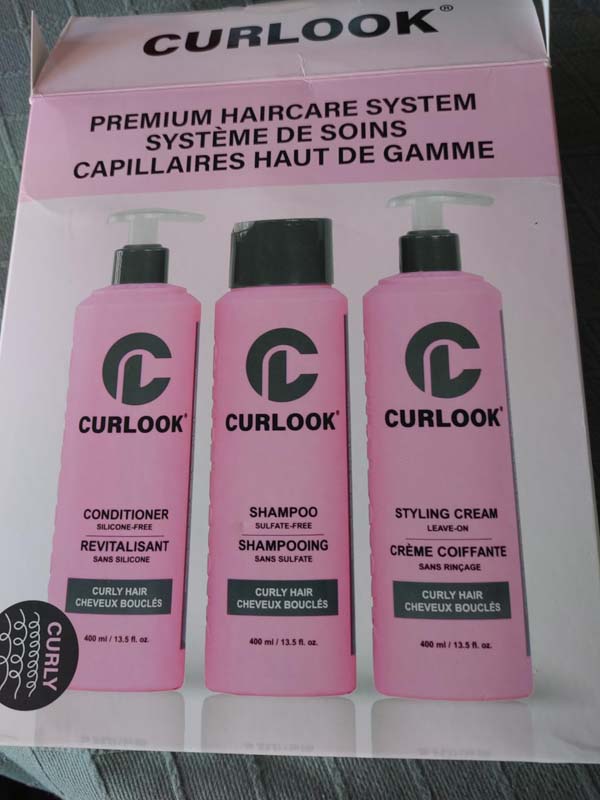 CURLOOK®
PREMIUM HAIRCARE SYSTEM
SYSTÈME DE SOINS
CAPILLAIRES HAUT DE GAMME
CURLOOK®
CONDITIONER
SILICONE-FREE
REVITALISANT
SANS SILICONE
CURLY HAIR
CHEVEUX BOUCLÉS
400 ml / 13.5 fl. oz.
CURLOOK®
SHAMPOO
SULFATE-FREE
SHAMPOOING
SANS SULFATE
CURLY HAIR
CHEVEUX BOUCLÉS
400 ml / 13.5 fl. oz.
CURLOOK®
STYLING CREAM
LEAVE-ON
CRÈME COIFFANTE
SANS RINÇAGE
CURLY HAIR
CHEVEUX BOUCLÉS
400 ml / 13.5 fl. oz.
CURLY